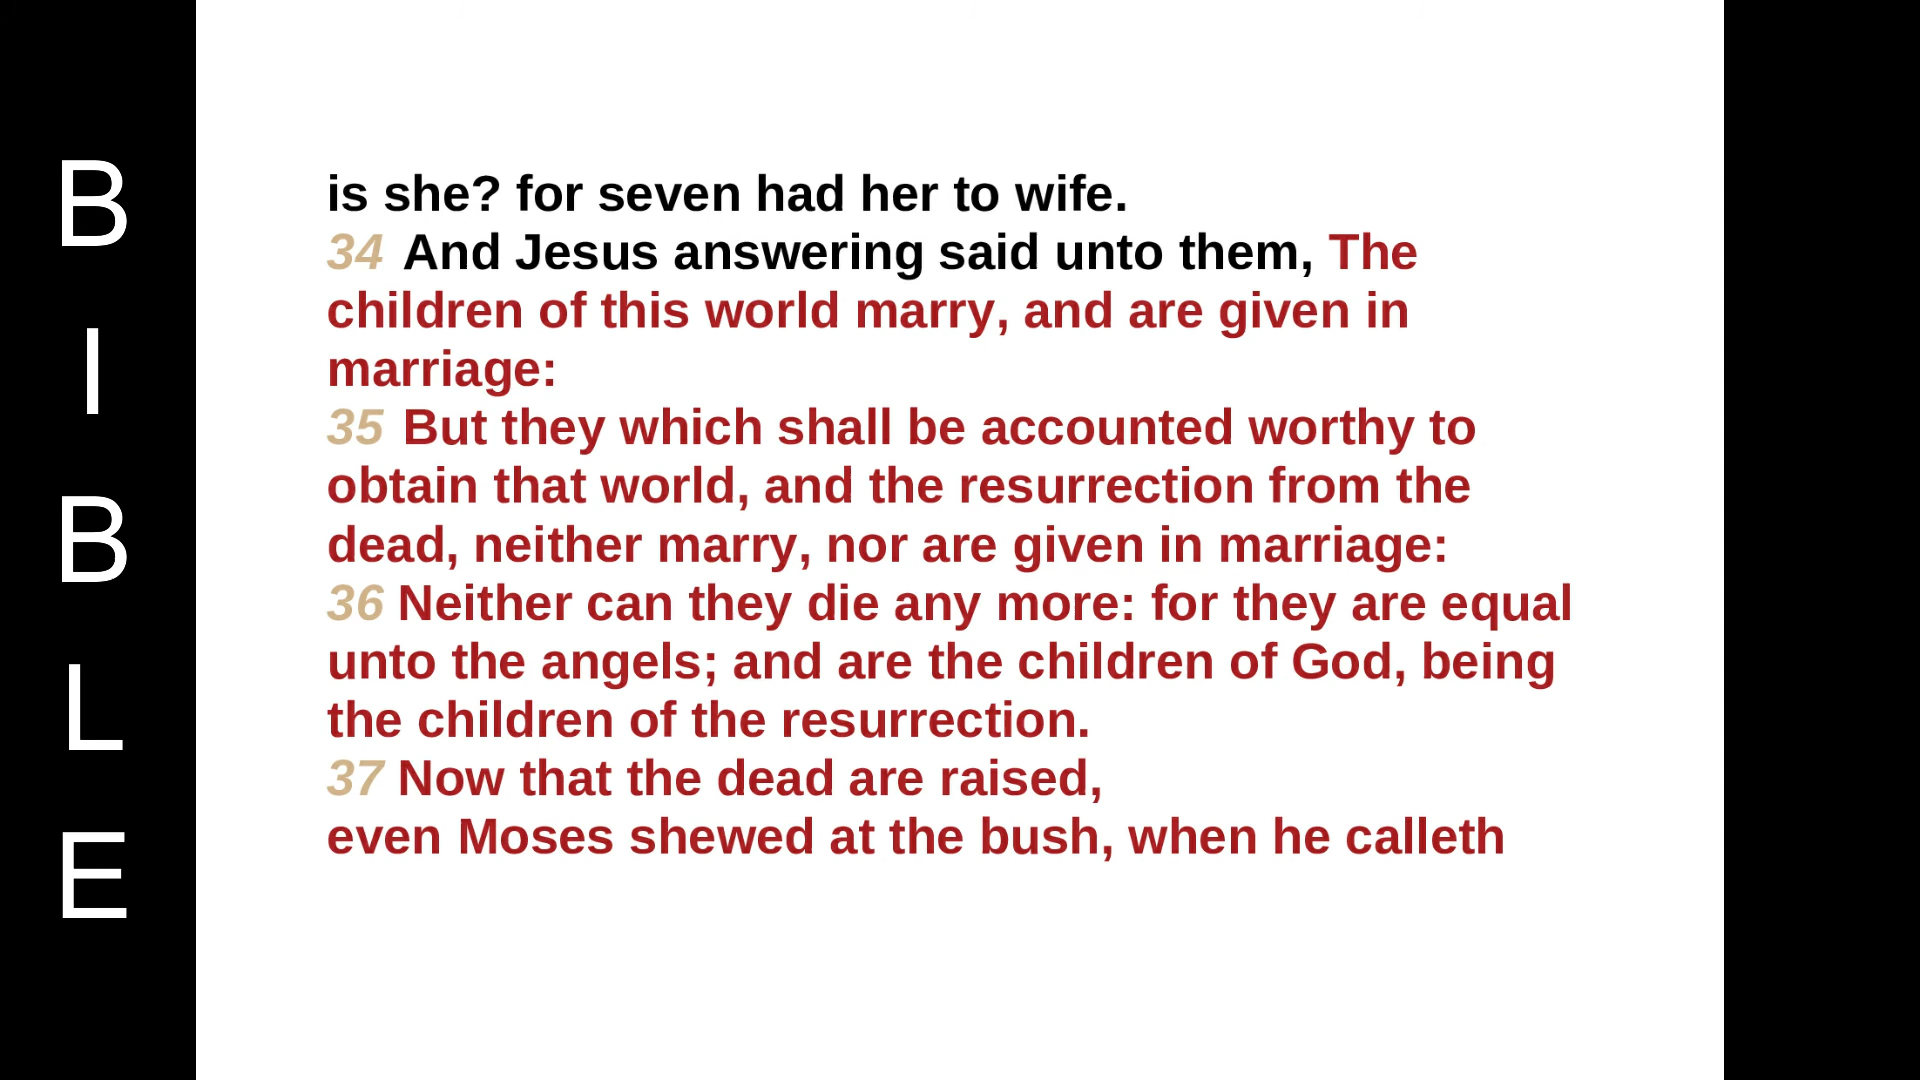 B
I
B
L
E
is she? for seven had her to wife.
34 And Jesus answering said unto them, The
children of this world marry, and are given in
marriage:
35 But they which shall be accounted worthy to
obtain that world, and the resurrection from the
dead, neither marry, nor are given in marriage:
36 Neither can they die any more: for they are equal
unto the angels; and are the children of God, being
the children of the resurrection.
37 Now that the dead are raised,
even Moses shewed at the bush, when he calleth